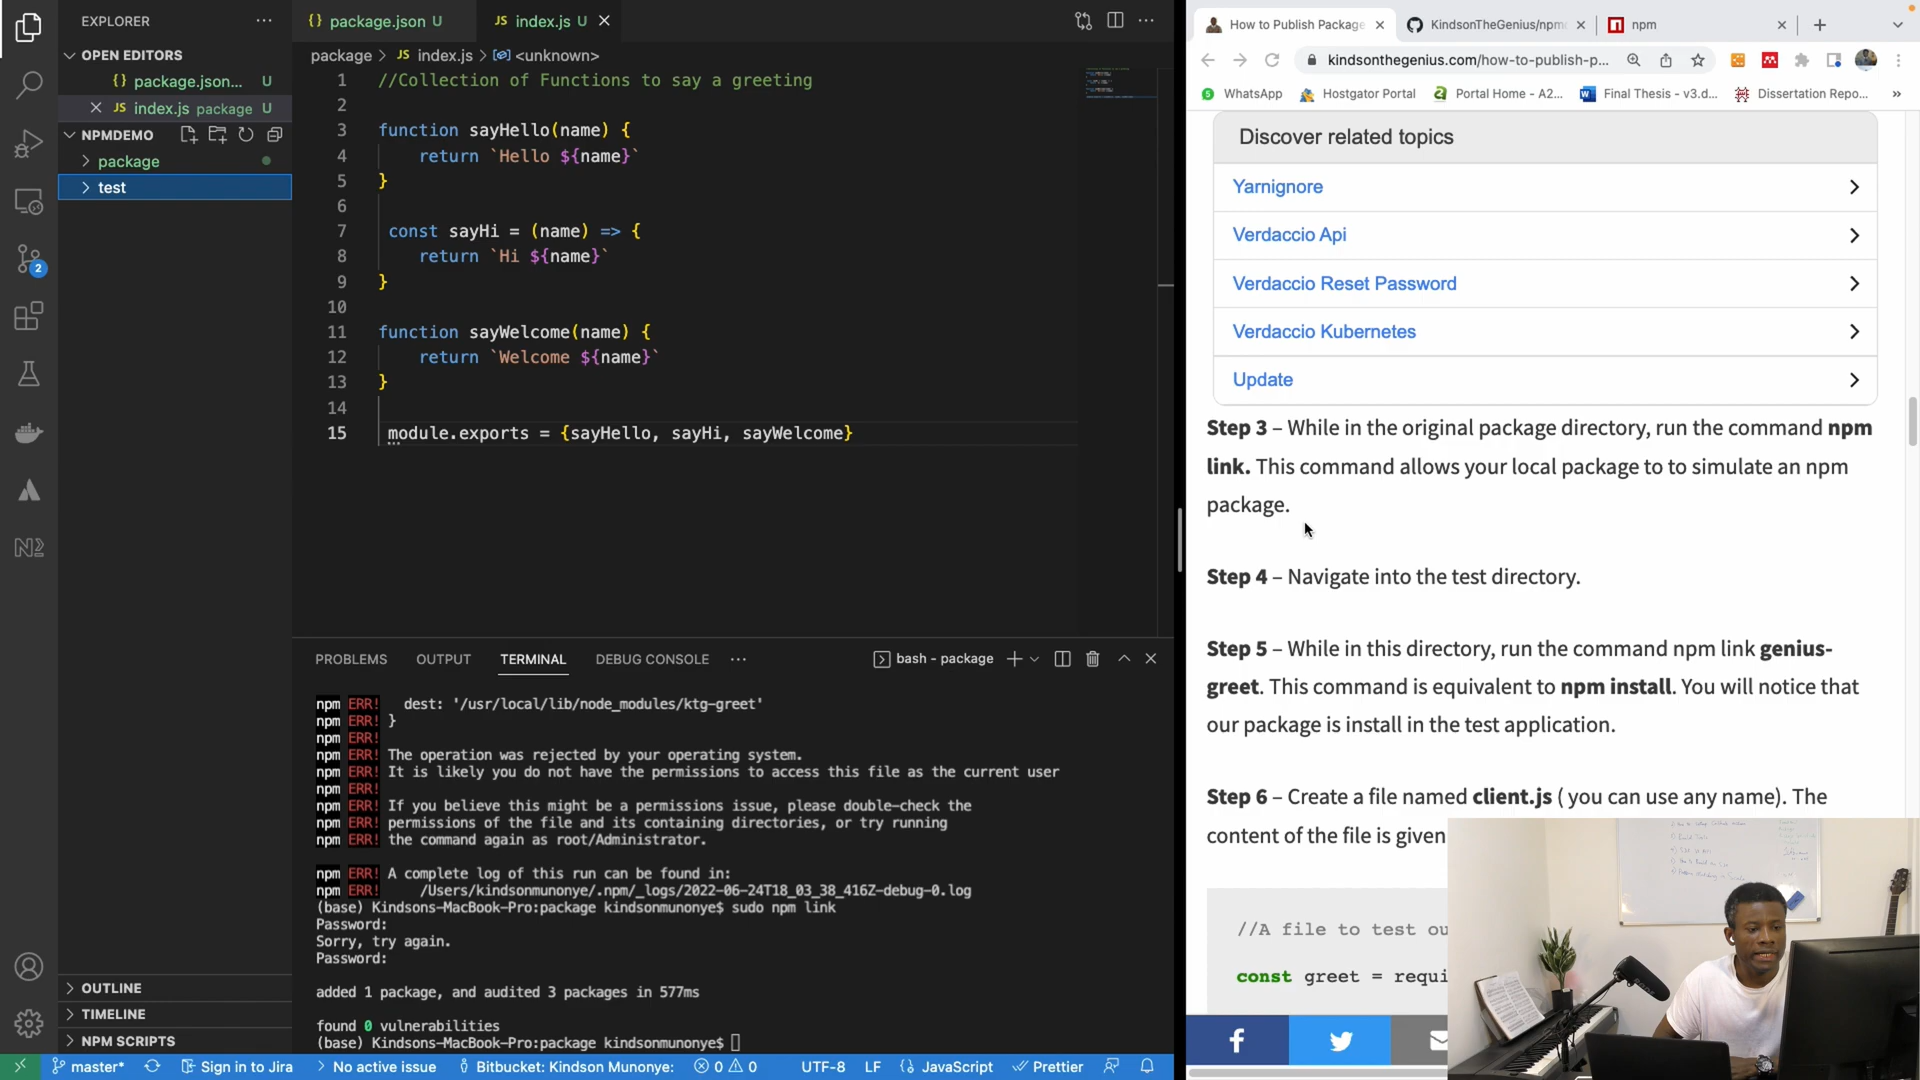 EXPLORER
OPEN EDITORS
package.json... U
index.js package U
NPMDEMO
package
test
OUTLINE
TIMELINE
NPM SCRIPTS
2
{} package.json U
JS index.js U
package > JS index.js > <unknown>
1 //Collection of Functions to say a greeting
2
3 function sayHello(name) {
4 return `Hello ${name}`
5 }
6
7 const sayHi = (name) => {
8 return `Hi ${name}`
9 }
10
11 function sayWelcome(name) {
12 return `Welcome ${name}`
13 }
14
15 module.exports = {sayHello, sayHi, sayWelcome}
PROBLEMS OUTPUT TERMINAL DEBUG CONSOLE
bash - package
npm ERR! dest: '/usr/local/lib/node_modules/ktg-greet'
npm ERR! }
npm ERR!
npm ERR! The operation was rejected by your operating system.
npm ERR! It is likely you do not have the permissions to access this file as the current user
npm ERR!
npm ERR! If you believe this might be a permissions issue, please double-check the
npm ERR! permissions of the file and its containing directories, or try running
npm ERR! the command again as root/Administrator.
npm ERR! A complete log of this run can be found in:
npm ERR! /Users/kindsonmunonye/.npm/_logs/2022-06-24T18_03_38_416Z-debug-0.log
(base) Kindsons-MacBook-Pro:package kindsonmunonye$ sudo npm link
Password:
Sorry, try again.
Password:
added 1 package, and audited 3 packages in 577ms
found 0 vulnerabilities
(base) Kindsons-MacBook-Pro:package kindsonmunonye$
master* Sign in to Jira No active issue Bitbucket: Kindson Munonye: 0 0 UTF-8 LF {} JavaScript Prettier
How to Publish Package
KindsonTheGenius/npm
npm
kindsonthegenius.com/how-to-publish-p...
WhatsApp Hostgator Portal Portal Home - A2... Final Thesis - v3.d... Dissertation Repo... »
Discover related topics
Yarnignore
Verdaccio Api
Verdaccio Reset Password
Verdaccio Kubernetes
Update
Step 3 – While in the original package directory, run the command npm
link. This command allows your local package to to simulate an npm
package.
Step 4 – Navigate into the test directory.
Step 5 – While in this directory, run the command npm link genius-
greet. This command is equivalent to npm install. You will notice that
our package is install in the test application.
Step 6 – Create a file named client.js ( you can use any name). The
content of the file is given
//A file to test ou
const greet = requi